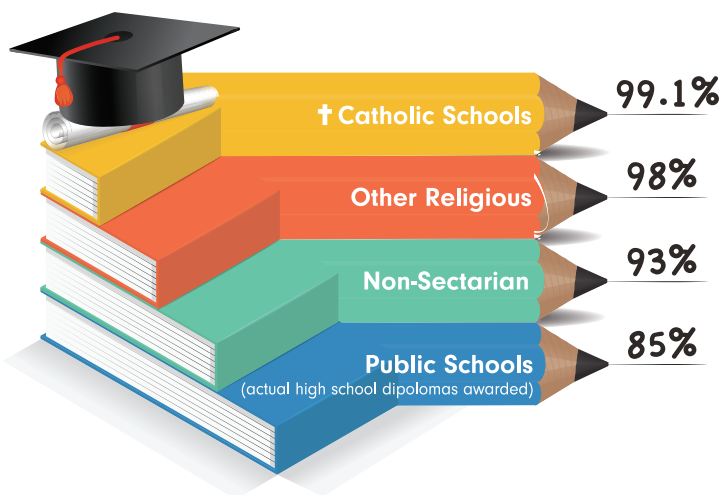 ✝ Catholic Schools 99.1%
Other Religious 98%
Non-Sectarian 93%
Public Schools 85%
(actual high school dipolomas awarded)